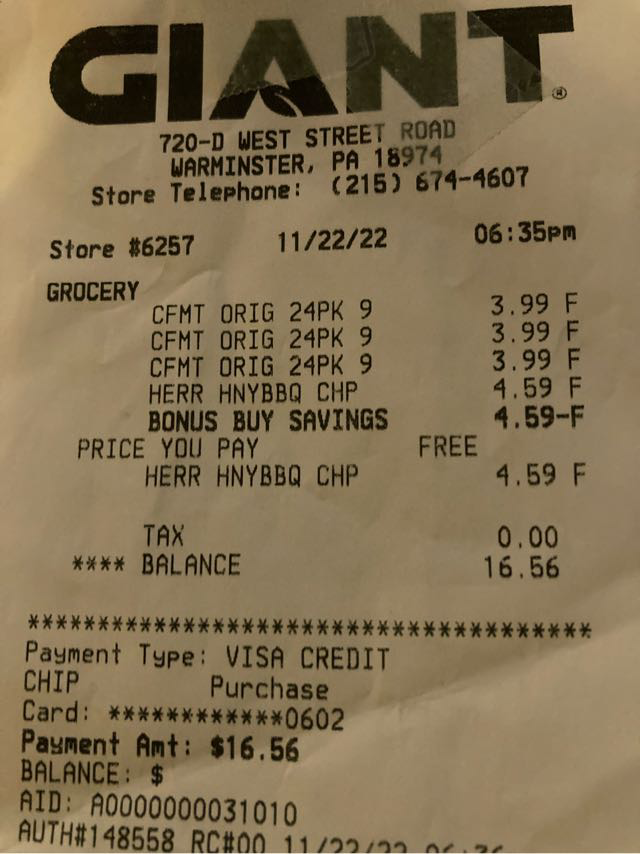 GIANT®
720-D WEST STREET ROAD
WARMINSTER, PA 18974
Store Telephone: (215) 674-4607
Store #6257 11/22/22 06:35pm
GROCERY
CFMT ORIG 24PK 9 3.99 F
CFMT ORIG 24PK 9 3.99 F
CFMT ORIG 24PK 9 3.99 F
HERR HNYBBQ CHP 4.59 F
BONUS BUY SAVINGS 4.59-F
PRICE YOU PAY FREE
HERR HNYBBQ CHP 4.59 F
TAX 0.00
**** BALANCE 16.56
****************************************
Payment Type: VISA CREDIT
CHIP Purchase
Card: ************0602
Payment Amt: $16.56
BALANCE: $
AID: A0000000031010
AUTH#148558 RC#00 11/22/22